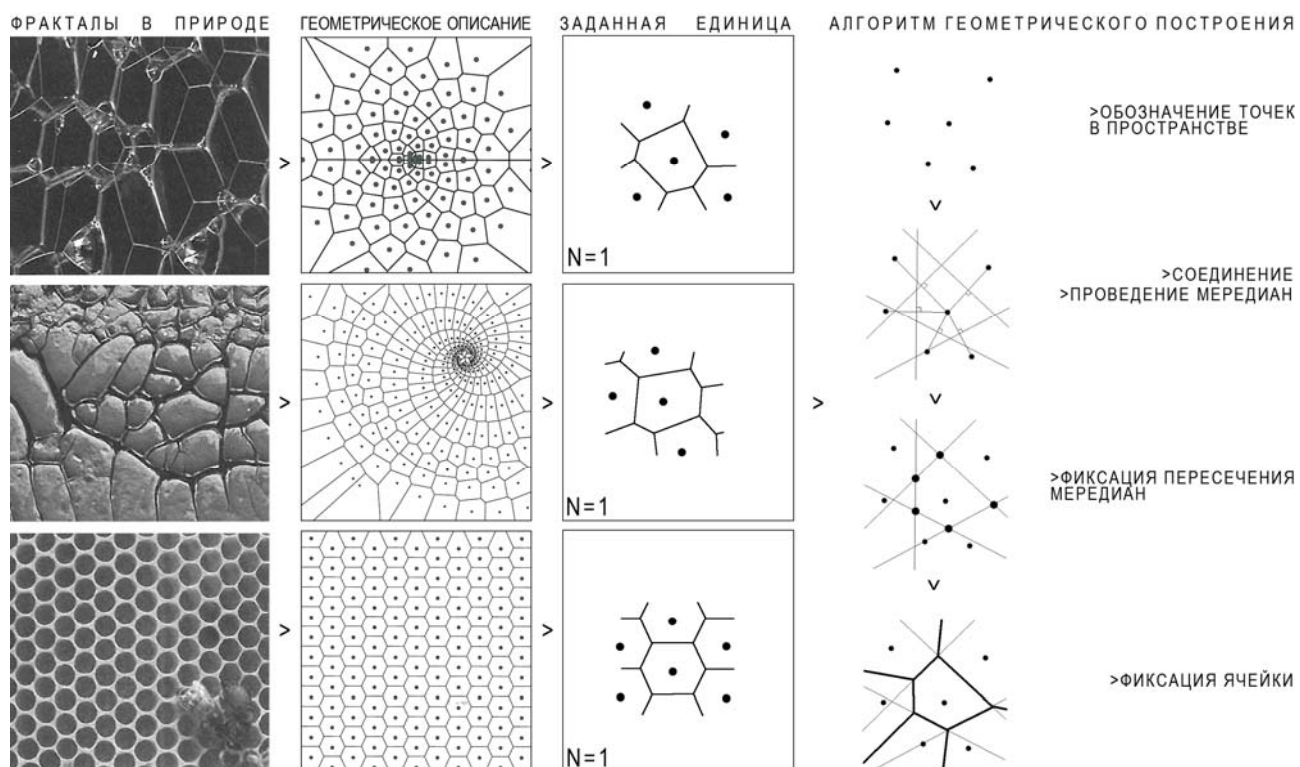 ФРАКТАЛЫ В ПРИРОДЕ
ГЕОМЕТРИЧЕСКОЕ ОПИСАНИЕ
ЗАДАННАЯ ЕДИНИЦА
АЛГОРИТМ ГЕОМЕТРИЧЕСКОГО ПОСТРОЕНИЯ
>
>
N=1
>ОБОЗНАЧЕНИЕ ТОЧЕК
В ПРОСТРАНСТВЕ
>
>СОЕДИНЕНИЕ
>ПРОВЕДЕНИЕ МЕРЕДИАН
>
>
N=1
>
>
>ФИКСАЦИЯ ПЕРЕСЕЧЕНИЯ
МЕРЕДИАН
>
>
>
N=1
>ФИКСАЦИЯ ЯЧЕЙКИ